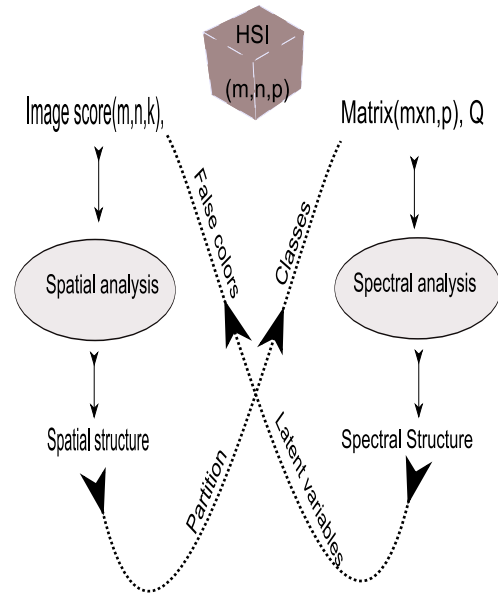 HSI
(m,n,p)
Image score(m,n,k),
Matrix(mxn,p), Q
False colors
Classes
Spatial analysis
Spectral analysis
Spatial structure
Spectral Structure
Partition
Latent variables